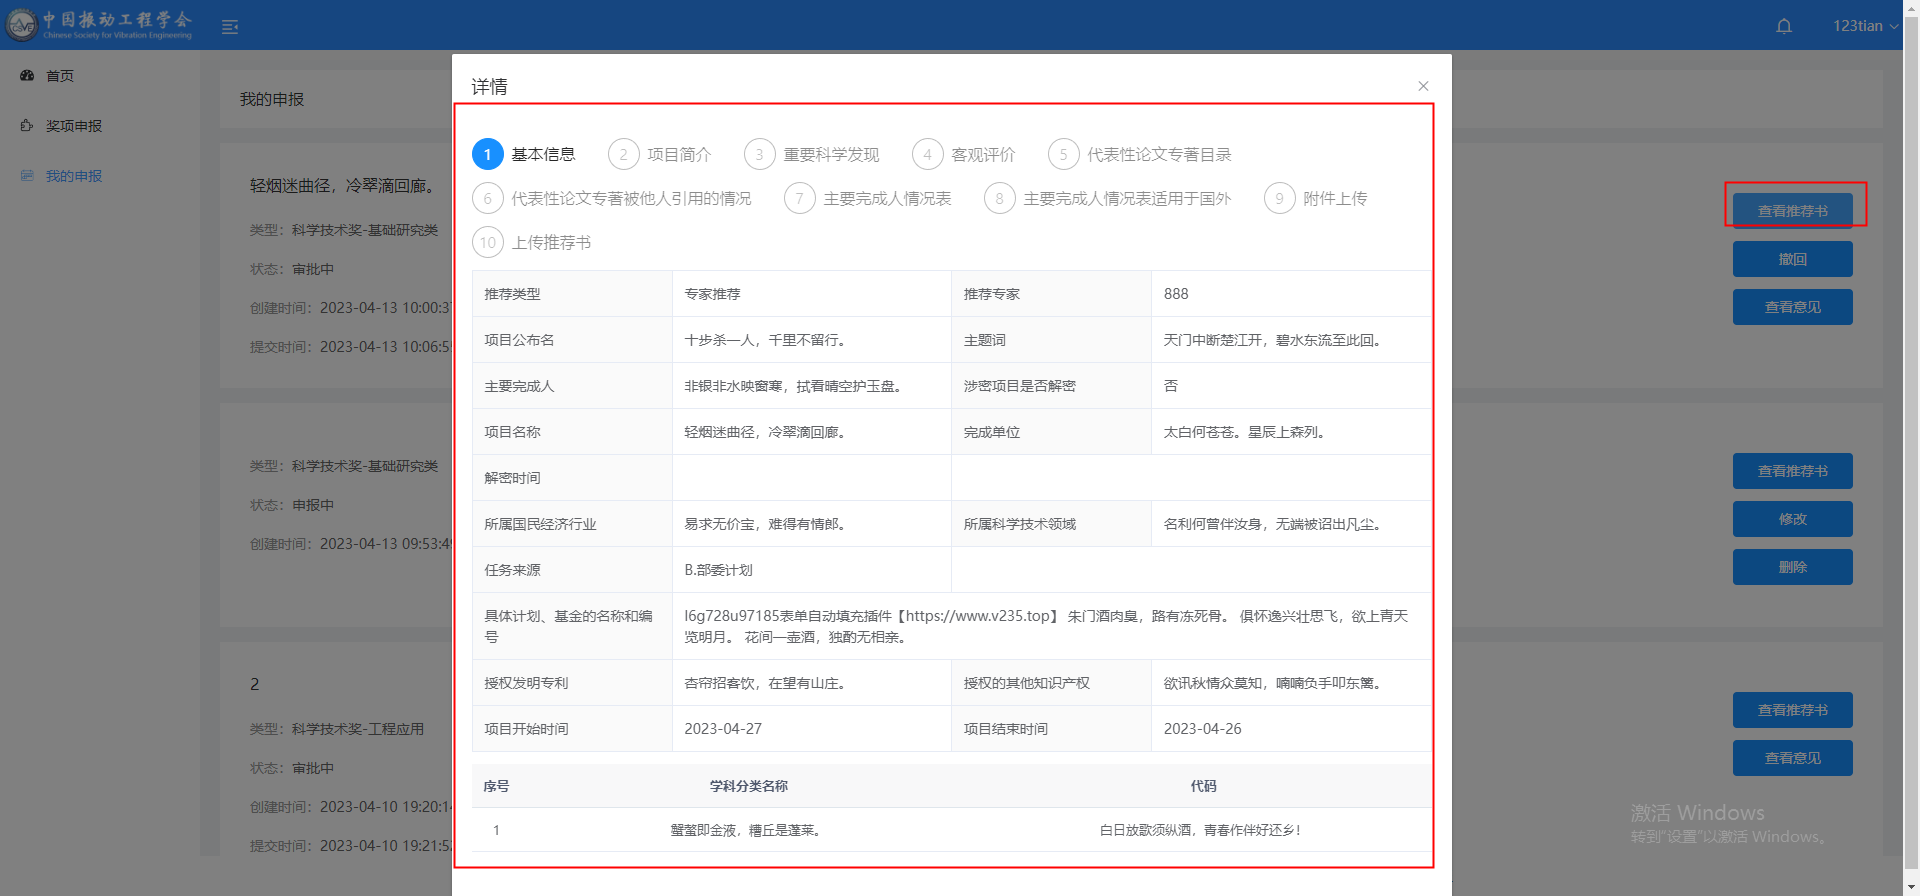 中国振动工程学会
Chinese Society for Vibration Engineering
123tian
首页
奖项申报
我的申报
我的申报
轻烟迷曲径，冷翠滴回廊。
类型：科学技术奖-基础研究类
状态：审批中
创建时间：2023-04-13 10:00:3
提交时间：2023-04-13 10:06:5
查看推荐书
撤回
查看意见
类型：科学技术奖-基础研究类
状态：申报中
创建时间：2023-04-13 09:53:4
查看推荐书
修改
删除
2
类型：科学技术奖-工程应用
状态：审批中
创建时间：2023-04-10 19:20:1
提交时间：2023-04-10 19:21:5
查看推荐书
查看意见
详情
1 基本信息 2 项目简介 3 重要科学发现 4 客观评价 5 代表性论文专著目录
6 代表性论文专著被他人引用的情况 7 主要完成人情况表 8 主要完成人情况表适用于国外 9 附件上传
10 上传推荐书
推荐类型 专家推荐 推荐专家 888
项目公布名 十步杀一人，千里不留行。 主题词 天门中断楚江开，碧水东流至此回。
主要完成人 非银非水映窗寒，拭看晴空护玉盘。 涉密项目是否解密 否
项目名称 轻烟迷曲径，冷翠滴回廊。 完成单位 太白何苍苍。星辰上森列。
解密时间
所属国民经济行业 易求无价宝，难得有情郎。 所属科学技术领域 名利何曾伴汝身，无端被诏出凡尘。
任务来源 B.部委计划
具体计划、基金的名称和编号 l6g728u97185表单自动填充插件【https://www.v235.top】 朱门酒肉臭，路有冻死骨。 俱怀逸兴壮思飞，欲上青天
览明月。 花间一壶酒，独酌无相亲。
授权发明专利 杏帘招客饮，在望有山庄。 授权的其他知识产权 欲讯秋情众莫知，喃喃负手叩东篱。
项目开始时间 2023-04-27 项目结束时间 2023-04-26
序号 学科分类名称 代码
1 蟹螯即金液，糟丘是蓬莱。 白日放歌须纵酒，青春作伴好还乡！
激活 Windows
转到"设置"以激活 Windows。